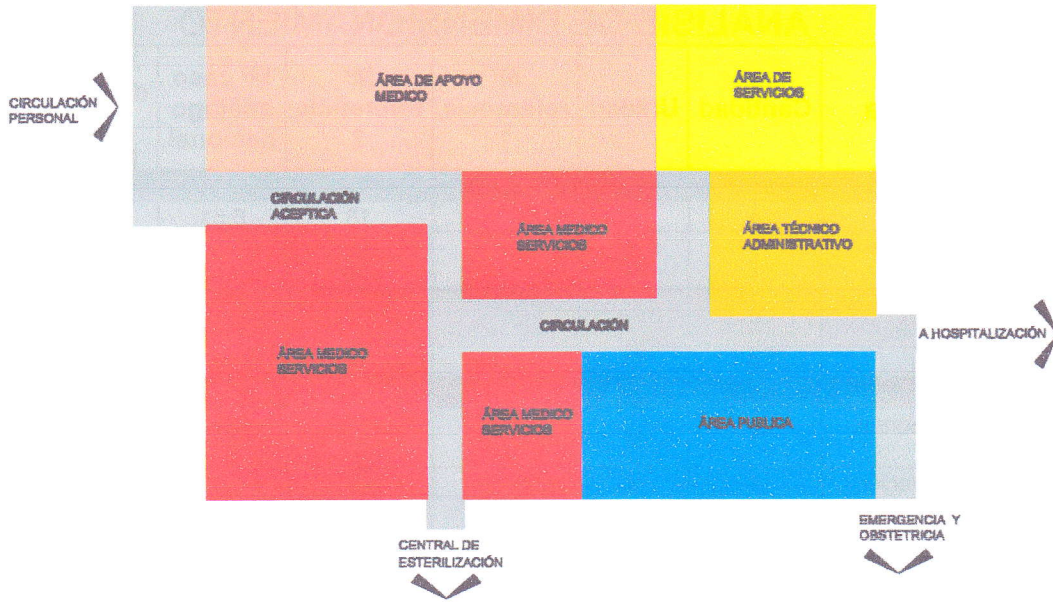 ÁREA DE APOYO
MEDICO
ÁREA DE
SERVICIOS
CIRCULACIÓN
PERSONAL
CIRCULACIÓN
ACEPTICA
ÁREA MEDICO
SERVICIOS
ÁREA TÉCNICO
ADMINISTRATIVO
CIRCULACIÓN
A HOSPITALIZACIÓN
ÁREA MEDICO
SERVICIOS
ÁREA MEDICO
SERVICIOS
ÁREA PUBLICA
CENTRAL DE
ESTERILIZACIÓN
EMERGENCIA Y
OBSTETRICIA